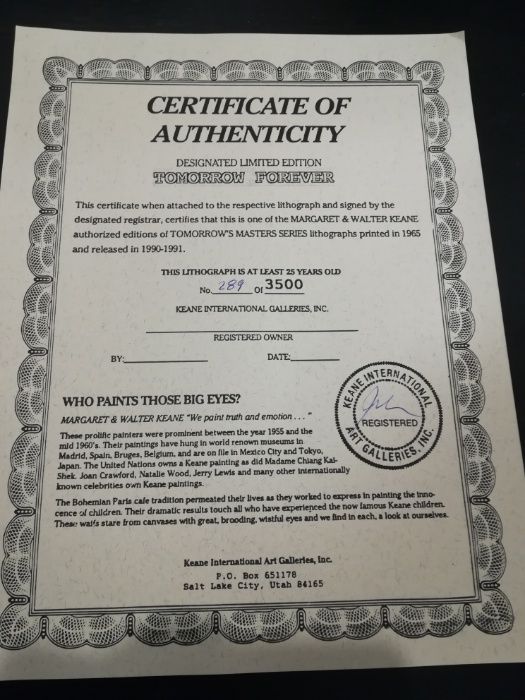 CERTIFICATE OF
AUTHENTICITY
DESIGNATED LIMITED EDITION
TOMORROW FOREVER
This certificate when attached to the respective lithograph and signed by the
designated registrar, certifies that this is one of the MARGARET & WALTER KEANE
authorized editions of TOMORROW'S MASTERS SERIES lithographs printed in 1965
and released in 1990-1991.
THIS LITHOGRAPH IS AT LEAST 25 YEARS OLD
No. 289 Of 3500
KEANE INTERNATIONAL GALLERIES, INC.
REGISTERED OWNER
BY: DATE:
WHO PAINTS THOSE BIG EYES?
MARGARET & WALTER KEANE "We paint truth and emotion . . . "
These prolific painters were prominent between the year 1955 and the
mid 1960's. Their paintings have hung in world renown museums in
Madrid, Spain, Bruges, Belgium, and are on file in Mexico City and Tokyo,
Japan. The United Nations owns a Keane painting as did Madame Chiang Kai-
Shek. Joan Crawford, Natalie Wood, Jerry Lewis and many other internationally
known celebrities own Keane paintings.
KEANE INTERNATIONAL
REGISTERED
ART GALLERIES, INC.
The Bohemian Paris cafe tradition permeated their lives as they worked to express in painting the inno-
cence of children. Their dramatic results touch all who have experienced the now famous Keane children.
These waifs stare from canvases with great, brooding, wistful eyes and we find in each, a look at ourselves.
Keane International Art Galleries, Inc.
P.O. Box 651178
Salt Lake City, Utah 84165